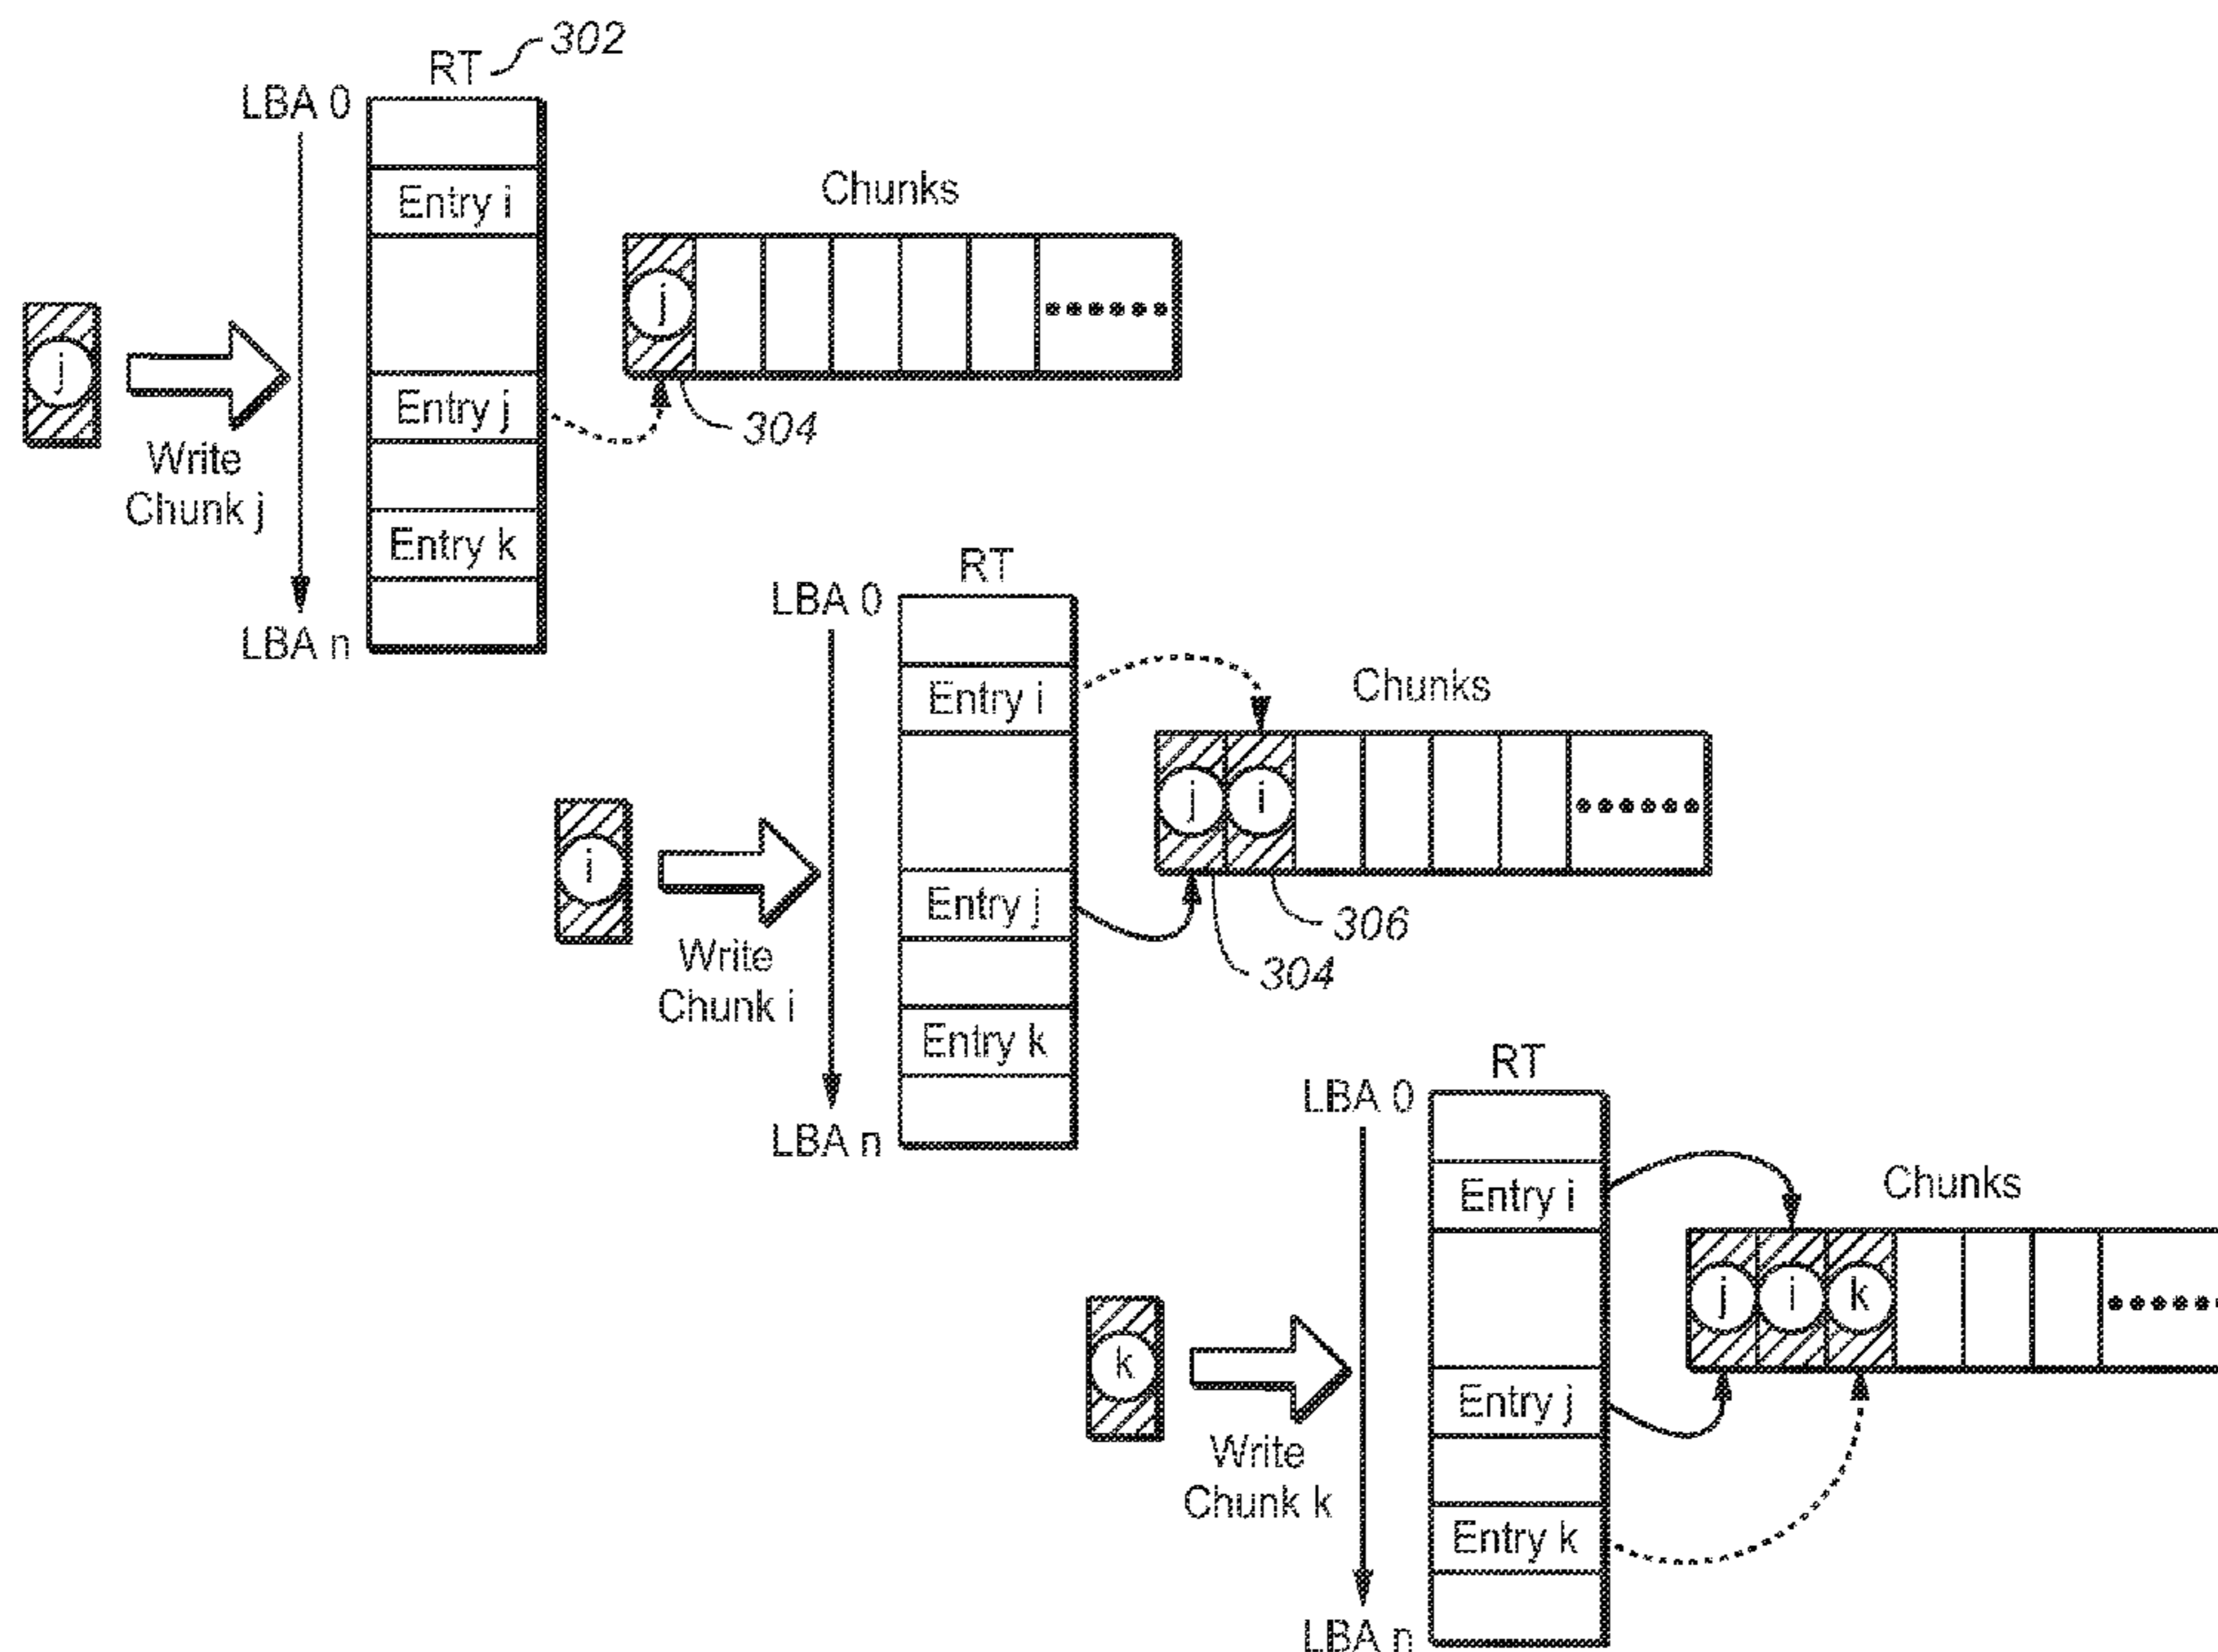 302
RT
LBA 0
Entry i
Chunks
j
j
Entry j
304
Write
Chunk j
Entry k
LBA n
RT
LBA 0
Entry i
Chunks
j i
i
Entry j
306
Write
304
Chunk i
Entry k
LBA n
RT
LBA 0
Entry i
Chunks
j i k
k
Entry j
Write
Chunk k
Entry k
LBA n